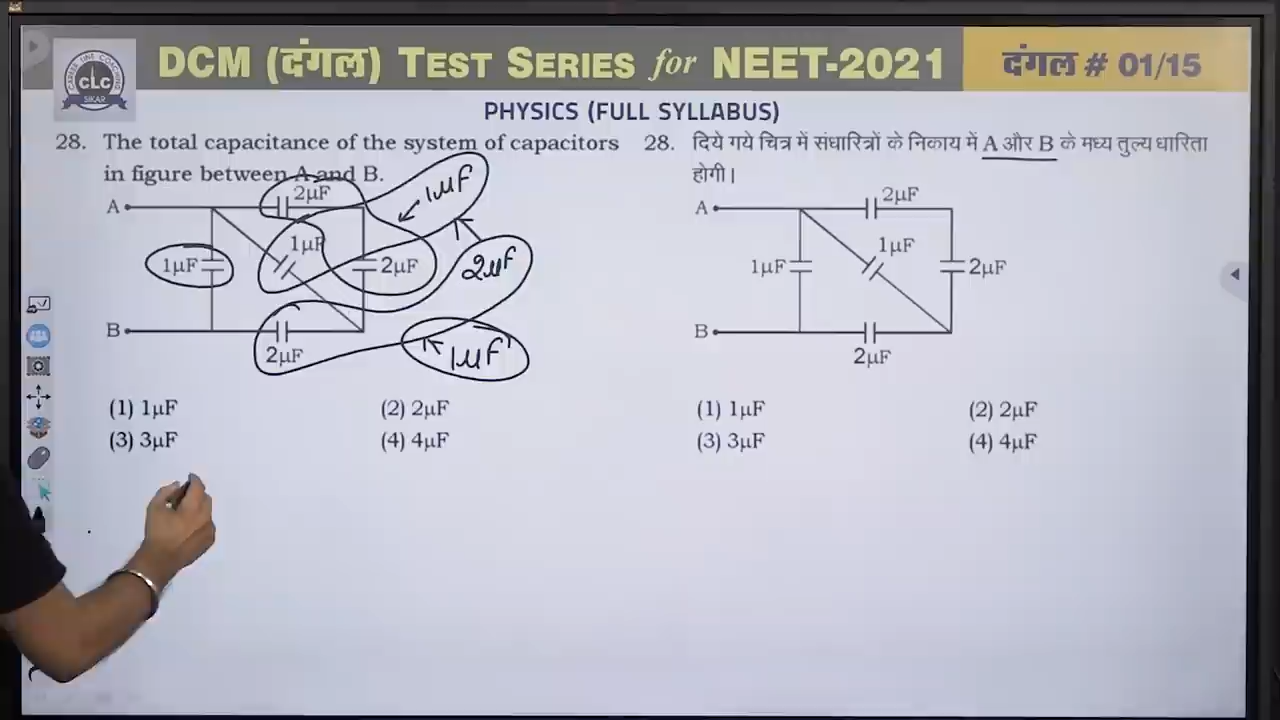 DCM (दंगल) TEST SERIES for NEET-2021
दंगल # 01/15
CLC
SIKAR
PHYSICS (FULL SYLLABUS)
28. The total capacitance of the system of capacitors
in figure between A and B.
A
2μF
1μF
1μF
1μF
2μF
2μF
B
2μF
1μF
(1) 1μF (2) 2μF
(3) 3μF (4) 4μF
28. दिये गये चित्र में संधारित्रों के निकाय में A और B के मध्य तुल्य धारिता
होगी।
A
2μF
1μF
1μF
2μF
B
2μF
(1) 1μF (2) 2μF
(3) 3μF (4) 4μF